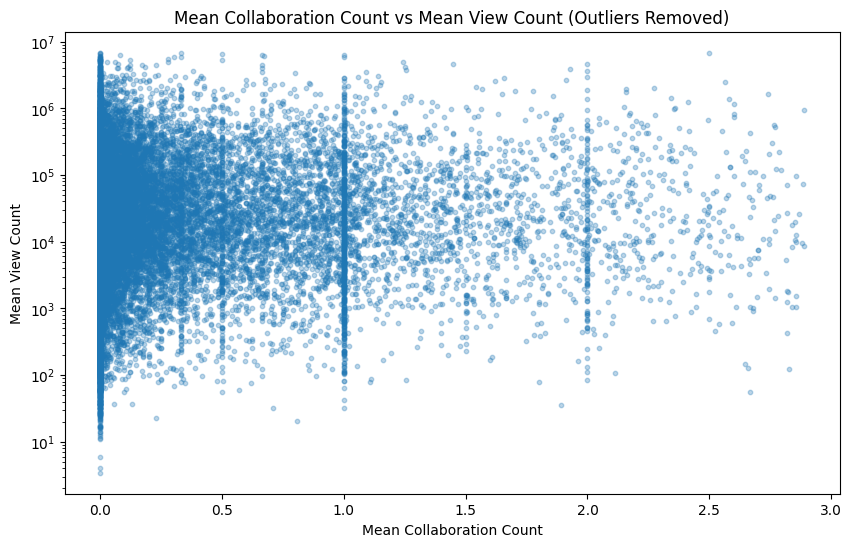 Mean Collaboration Count vs Mean View Count (Outliers Removed)
Mean View Count
10^7
10^6
10^5
10^4
10^3
10^2
10^1
0.0 0.5 1.0 1.5 2.0 2.5 3.0
Mean Collaboration Count